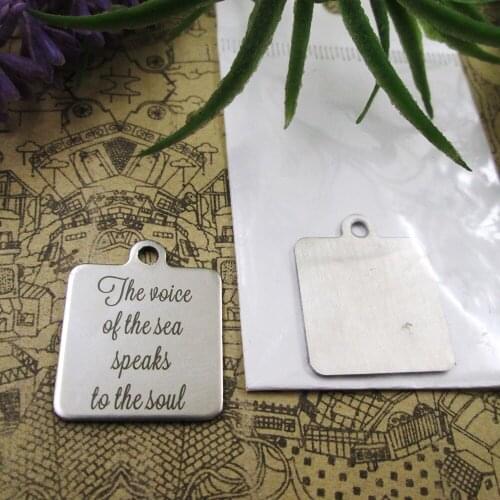 The voice
of the sea
speaks
to the soul